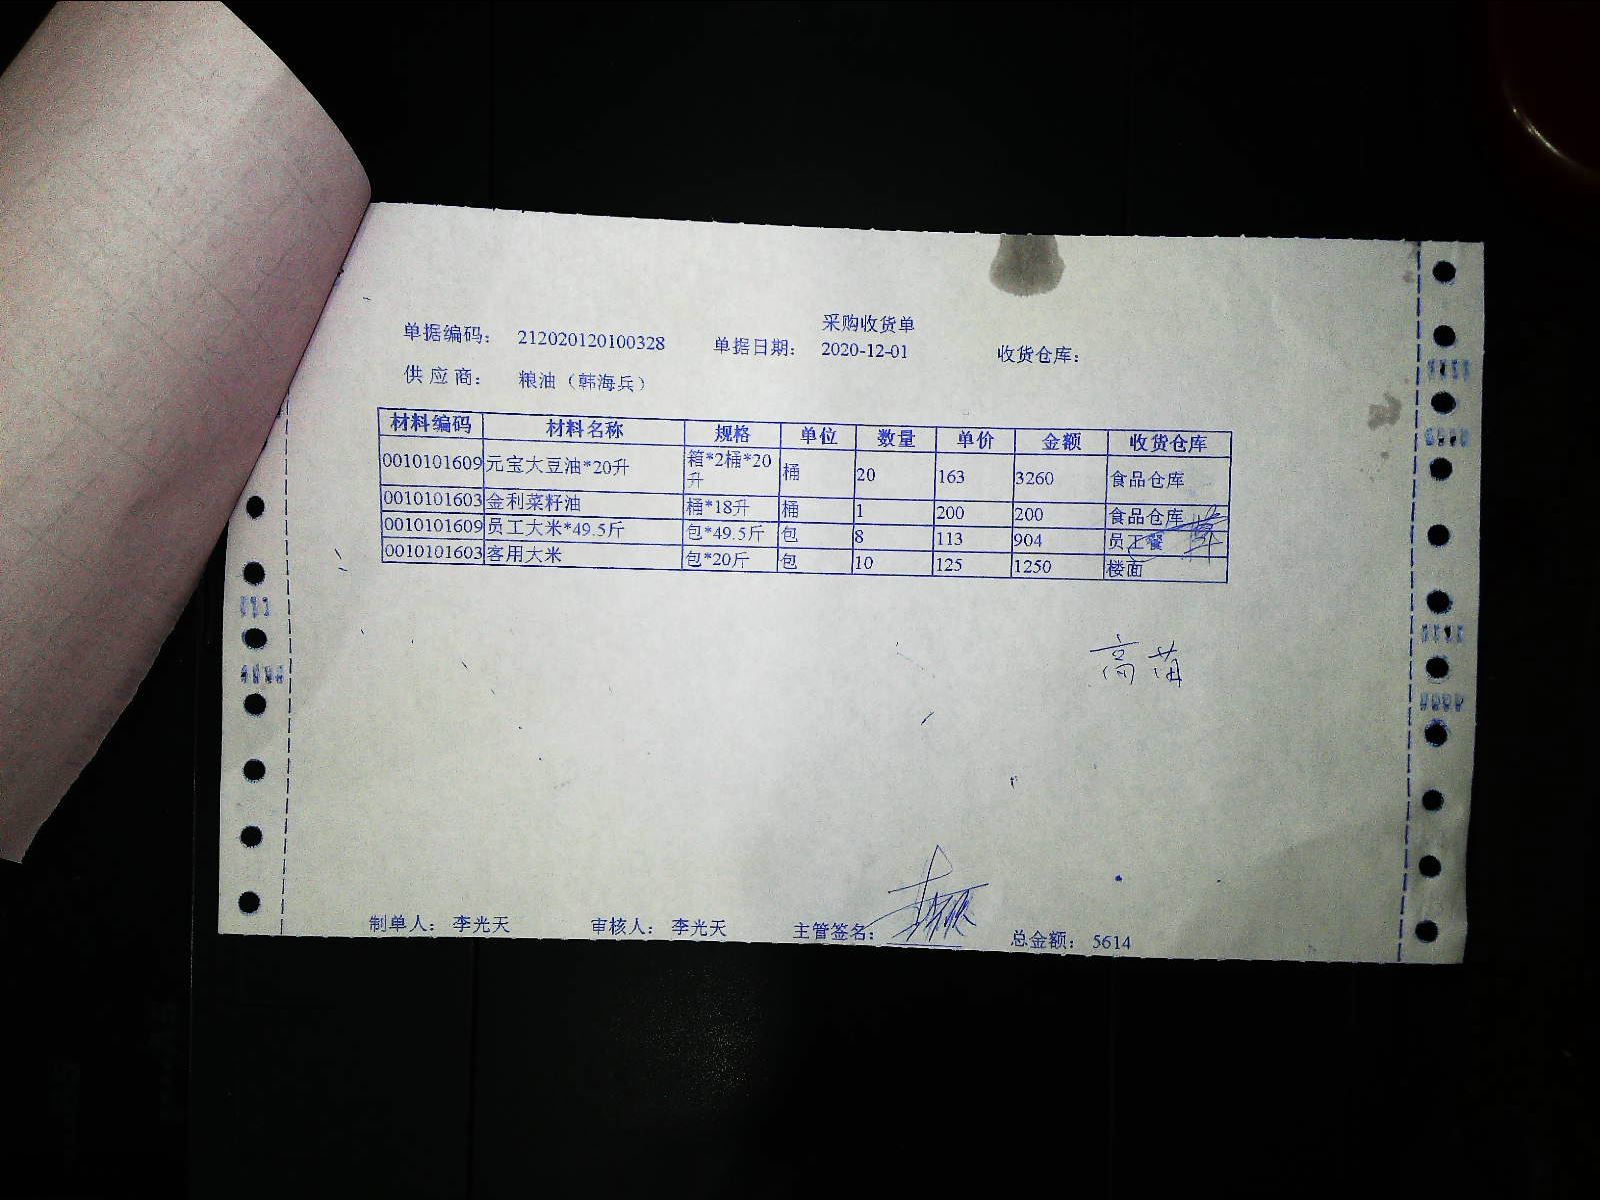 采购收货单
单据编码： 212020120100328 单据日期： 2020-12-01 收货仓库：
供应商： 粮油（韩海兵）
材料编码 材料名称 规格 单位 数量 单价 金额 收货仓库
0010101609 元宝大豆油*20升 箱*2桶*20升 桶 20 163 3260 食品仓库
0010101603 金利菜籽油 桶*18升 桶 1 200 200 食品仓库
0010101609 员工大米*49.5斤 包*49.5斤 包 8 113 904 员工餐
0010101603 客用大米 包*20斤 包 10 125 1250 楼面
高
制单人： 李光天 审核人： 李光天 主管签名： 总金额： 5614